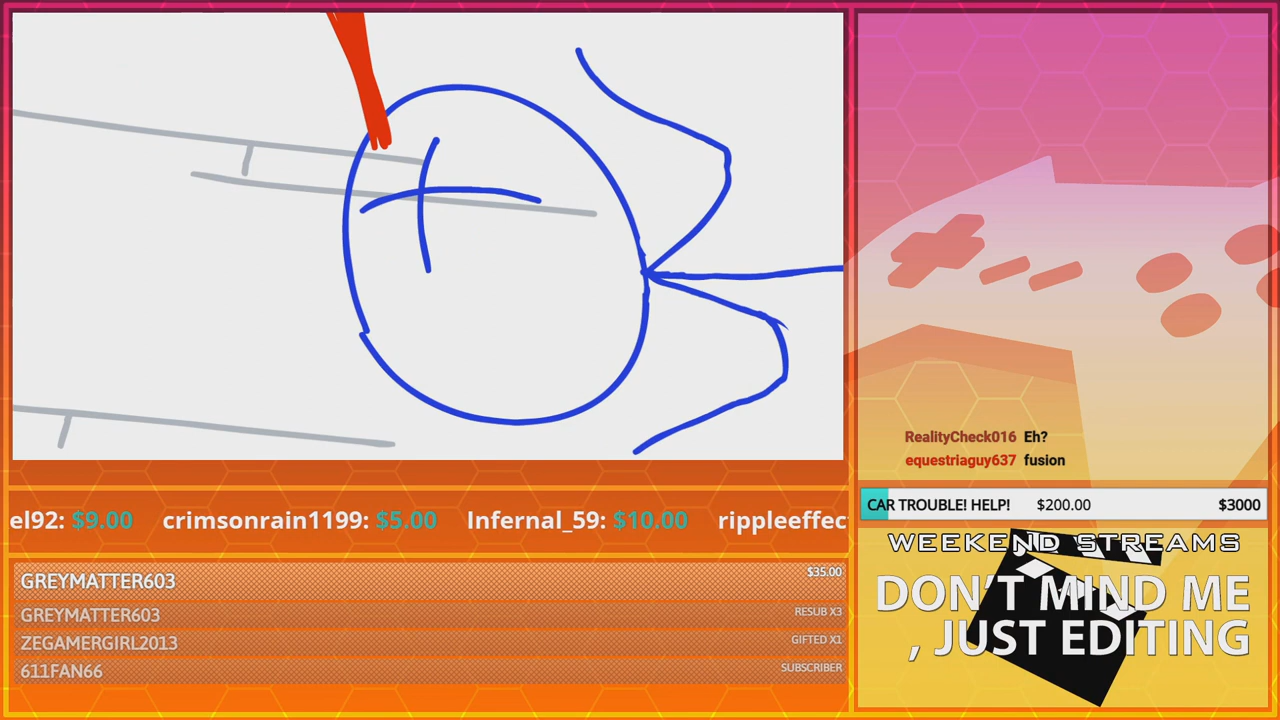 RealityCheck016 Eh?
equestriaguy637 fusion
CAR TROUBLE! HELP! $200.00 $3000
el92: $9.00 crimsonrain1199: $5.00 Infernal_59: $10.00 rippleeffec
WEEKEND STREAMS
DON'T MIND ME
, JUST EDITING
GREYMATTER603 $35.00
GREYMATTER603 RESUB X3
ZEGAMERGIRL2013 GIFTED X1
611FAN66 SUBSCRIBER